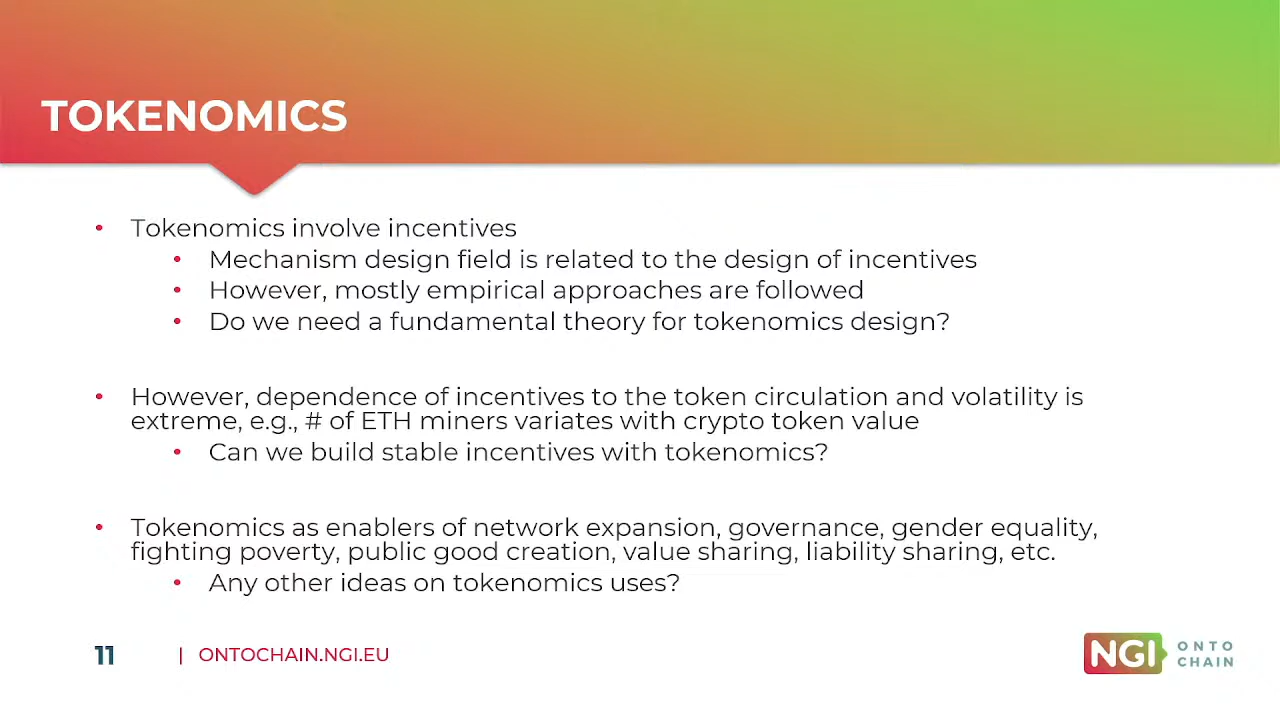 TOKENOMICS
• Tokenomics involve incentives
• Mechanism design field is related to the design of incentives
• However, mostly empirical approaches are followed
• Do we need a fundamental theory for tokenomics design?
• However, dependence of incentives to the token circulation and volatility is
extreme, e.g., # of ETH miners variates with crypto token value
• Can we build stable incentives with tokenomics?
• Tokenomics as enablers of network expansion, governance, gender equality,
fighting poverty, public good creation, value sharing, liability sharing, etc.
• Any other ideas on tokenomics uses?
11 | ONTOCHAIN.NGI.EU
NGI ONTO
CHAIN